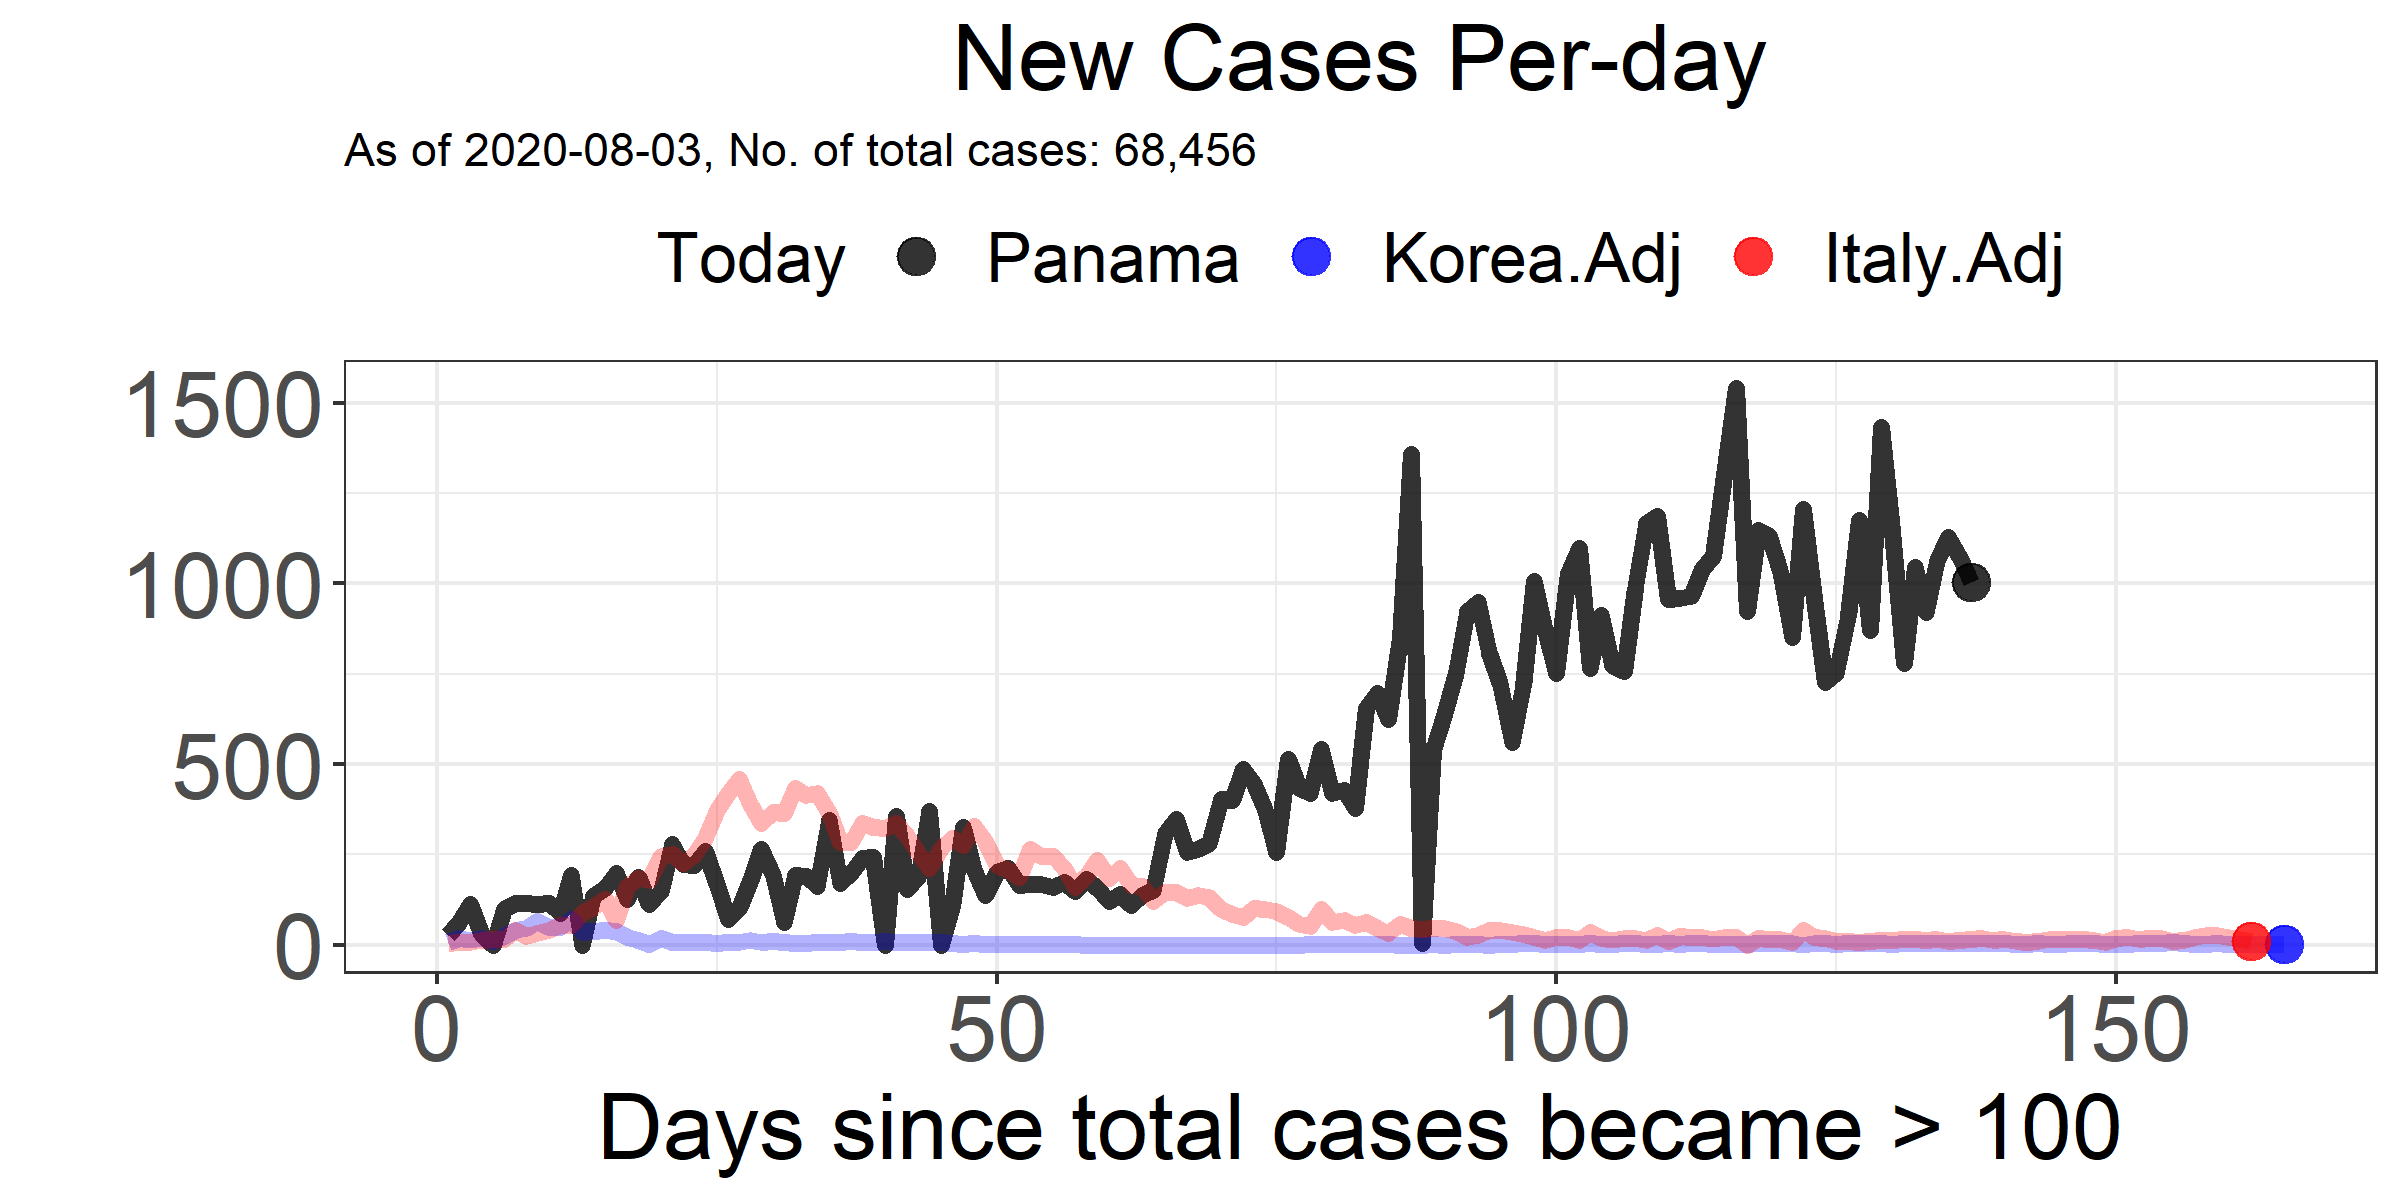 New Cases Per-day
As of 2020-08-03, No. of total cases: 68,456
Today Panama Korea.Adj Italy.Adj
1500
1000
500
0
0 50 100 150
Days since total cases became > 100